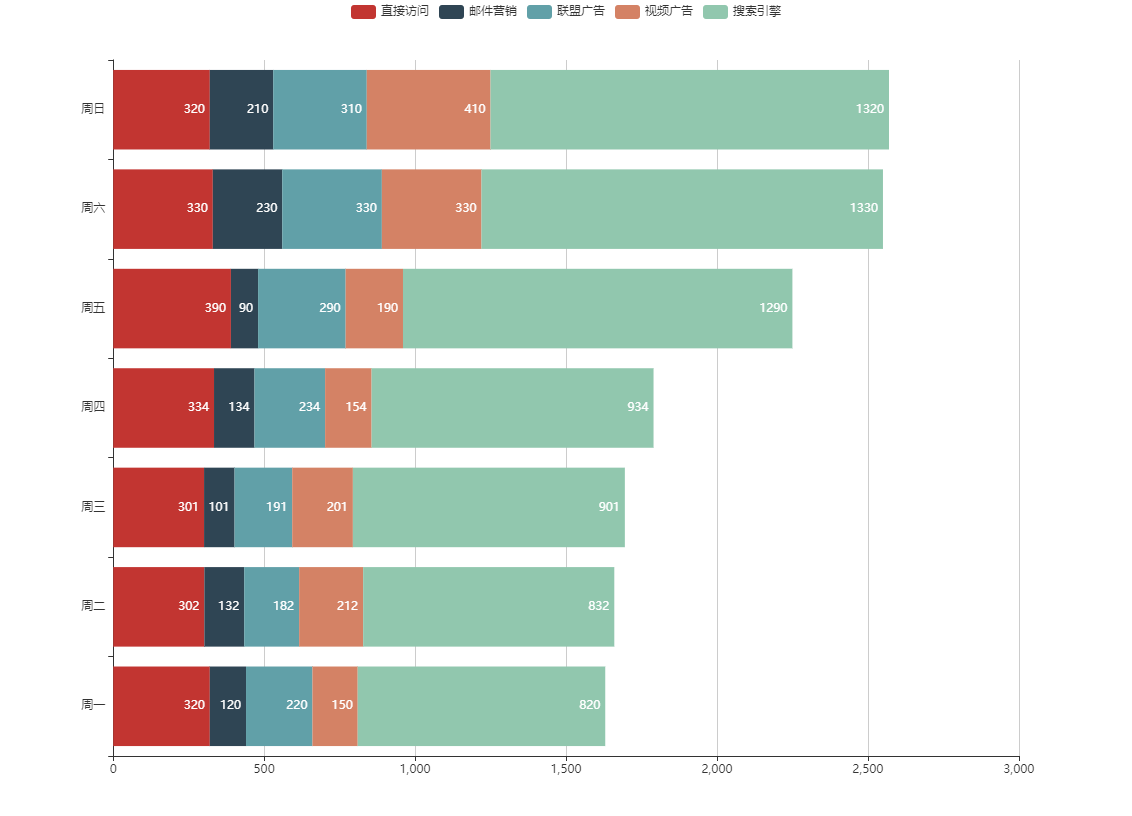 直接访问 邮件营销 联盟广告 视频广告 搜索引擎
周日 320 210 310 410 1320
周六 330 230 330 330 1330
周五 390 90 290 190 1290
周四 334 134 234 154 934
周三 301 101 191 201 901
周二 302 132 182 212 832
周一 320 120 220 150 820
0 500 1,000 1,500 2,000 2,500 3,000